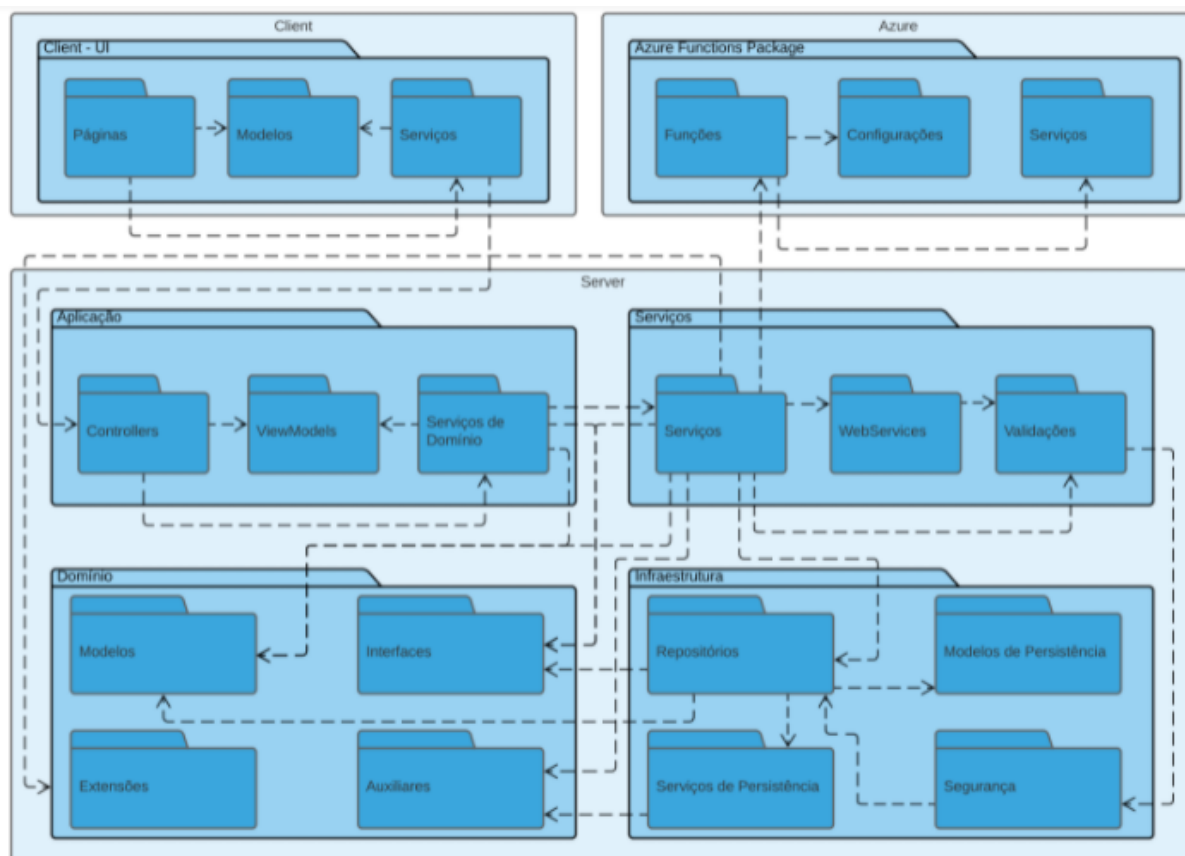 Client
Client - UI
Páginas
Modelos
Serviços
Azure
Azure Functions Package
Funções
Configurações
Serviços
Server
Aplicação
Controllers
ViewModels
Serviços de
Domínio
Serviços
Serviços
WebServices
Validações
Domínio
Modelos
Interfaces
Extensões
Auxiliares
Infraestrutura
Repositórios
Modelos de Persistência
Serviços de Persistência
Segurança